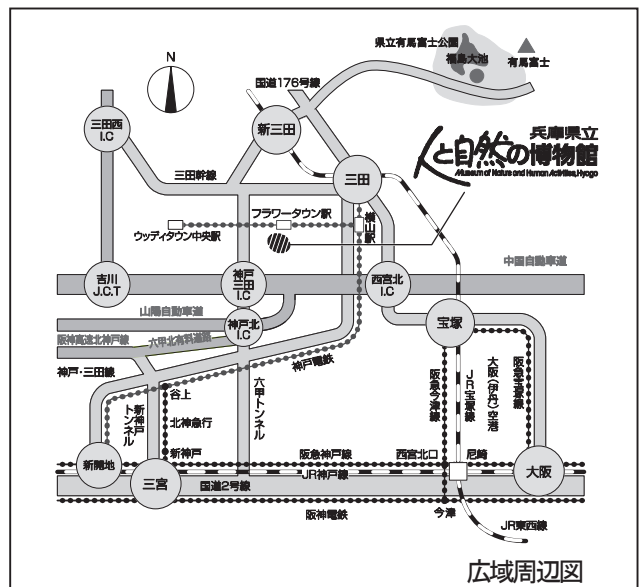 県立有馬富士公園
福島大池
有馬富士
N
国道176号線
三田西
I.C
新三田
兵庫県立
人と自然の博物館
Museum of Nature and Human Activities, Hyogo
三田幹線
三田
フラワータウン駅
横山駅
ウッディタウン中央駅
中国自動車道
吉川
J.C.T
神戸
三田
I.C
西宮北
I.C
山陽自動車道
神戸北
I.C
宝塚
阪神高速北神戸線
六甲北有料道路
神戸・三田線
神戸電鉄
谷上
北神急行
新神戸
トンネル
六甲トンネル
阪急今津線
JR宝塚線
大阪(伊丹)空港
阪急宝塚線
新神戸
阪急神戸線
西宮北口
尼崎
新開地
JR神戸線
三宮
国道2号線
大阪
阪神電鉄
今津
JR東西線
広域周辺図